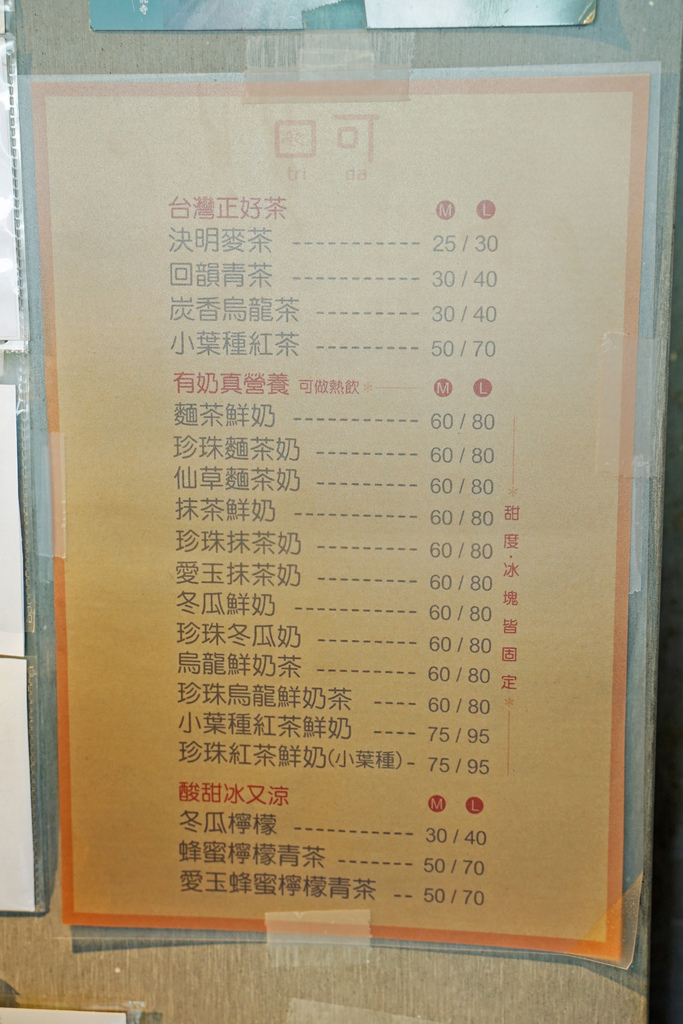 回可
台灣正好茶 M L
決明麥茶 ----------- 25 / 30
回韻青茶 ----------- 30 / 40
炭香烏龍茶 --------- 30 / 40
小葉種紅茶 --------- 50 / 70
有奶真營養 可做熱飲* M L
麵茶鮮奶 ----------- 60 / 80
珍珠麵茶奶 --------- 60 / 80
仙草麵茶奶 --------- 60 / 80
抹茶鮮奶 ----------- 60 / 80
珍珠抹茶奶 --------- 60 / 80
愛玉抹茶奶 --------- 60 / 80
冬瓜鮮奶 ----------- 60 / 80
珍珠冬瓜奶 --------- 60 / 80
烏龍鮮奶茶 --------- 60 / 80
珍珠烏龍鮮奶茶 ---- 60 / 80
小葉種紅茶鮮奶 ---- 75 / 95
珍珠紅茶鮮奶(小葉種) - 75 / 95
*甜度·冰塊皆固定*
酸甜冰又涼 M L
冬瓜檸檬 ----------- 30 / 40
蜂蜜檸檬青茶 ------- 50 / 70
愛玉蜂蜜檸檬青茶 -- 50 / 70